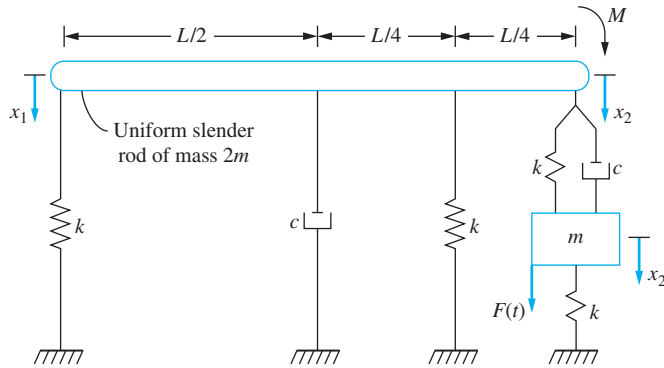 M
L/2 L/4 L/4
x1 x2
Uniform slender
rod of mass 2m
k c
k c k
m
x2
F(t) k